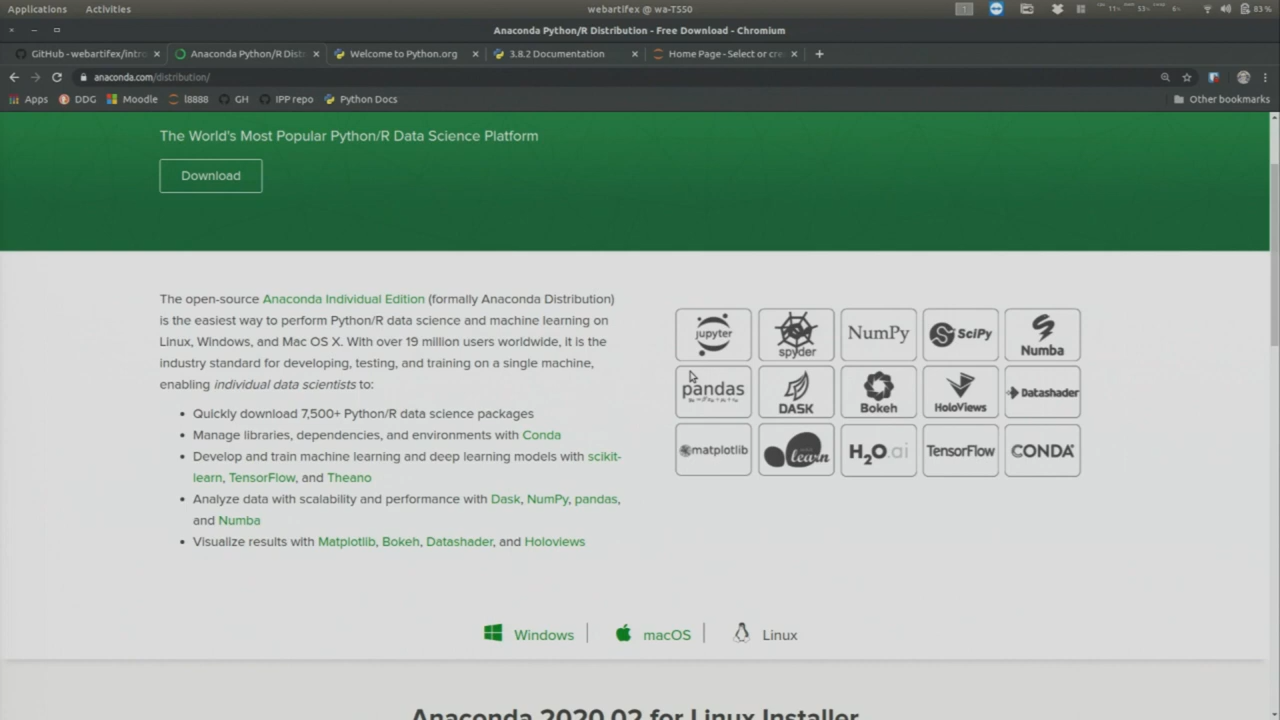 Applications Activities webartifex @ wa-T550 1 11% 53% 6% 83 %
Anaconda Python/R Distribution - Free Download - Chromium
GitHub - webartifex/intro Anaconda Python/R Distr Welcome to Python.org 3.8.2 Documentation Home Page - Select or cre
anaconda.com/distribution/
Apps DDG Moodle l8888 GH IPP repo Python Docs Other bookmarks
The World's Most Popular Python/R Data Science Platform
Download
The open-source Anaconda Individual Edition (formally Anaconda Distribution)
is the easiest way to perform Python/R data science and machine learning on
Linux, Windows, and Mac OS X. With over 19 million users worldwide, it is the
industry standard for developing, testing, and training on a single machine,
enabling individual data scientists to:
• Quickly download 7,500+ Python/R data science packages
• Manage libraries, dependencies, and environments with Conda
• Develop and train machine learning and deep learning models with scikit-
learn, TensorFlow, and Theano
• Analyze data with scalability and performance with Dask, NumPy, pandas,
and Numba
• Visualize results with Matplotlib, Bokeh, Datashader, and Holoviews
jupyter spyder NumPy SciPy Numba
pandas DASK Bokeh HoloViews Datashader
matplotlib learn H2O.ai TensorFlow CONDA
Windows macOS Linux
Anaconda 2020.02 for Linux Installer